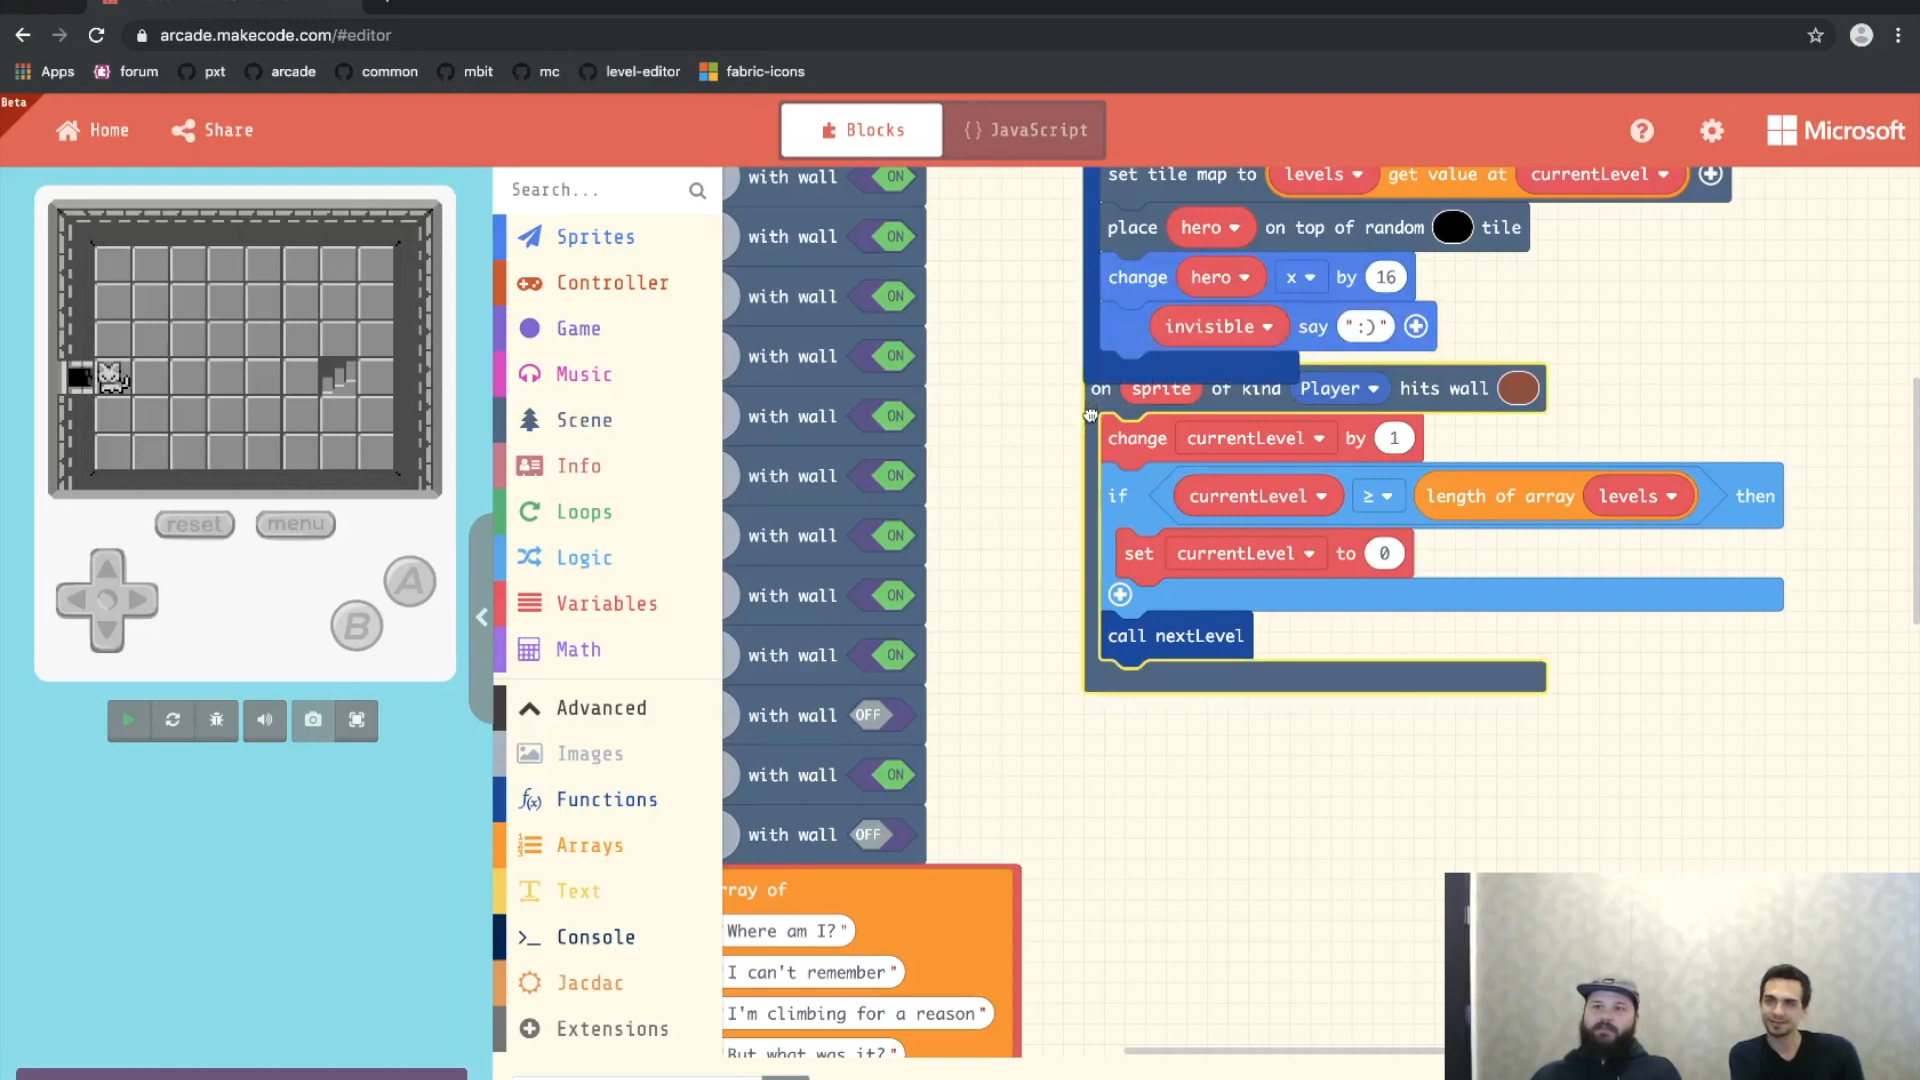 arcade.makecode.com/#editor
Apps forum pxt arcade common mbit mc level-editor fabric-icons
Beta
Home Share Blocks {} JavaScript ? Microsoft
reset menu
A
B
Search...
Sprites
Controller
Game
Music
Scene
Info
Loops
Logic
Variables
Math
Advanced
Images
Functions
Arrays
Text
Console
Jacdac
Extensions
with wall ON
with wall ON
with wall ON
with wall ON
with wall ON
with wall ON
with wall ON
with wall ON
with wall ON
with wall OFF
with wall ON
with wall OFF
rray of
Where am I?"
I can't remember"
I'm climbing for a reason"
But what was it?"
set tile map to levels get value at currentLevel
place hero on top of random tile
change hero x by 16
invisible say ":)"
on sprite of kind Player hits wall
change currentLevel by 1
if currentLevel ≥ length of array levels then
set currentLevel to 0
call nextLevel